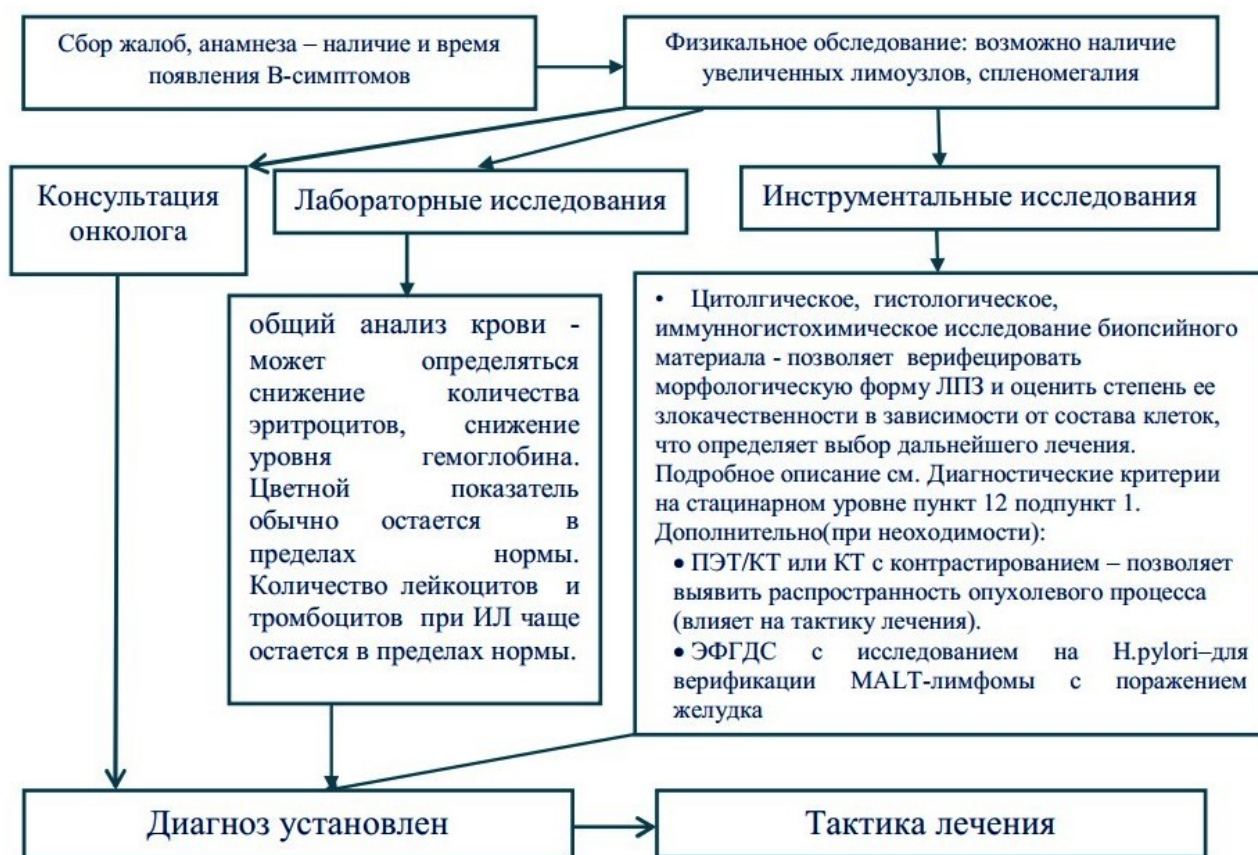 Сбор жалоб, анамнеза – наличие и время
появления В-симптомов
Физикальное обследование: возможно наличие
увеличенных лимоузлов, спленомегалия
Консультация
онколога
Лабораторные исследования
Инструментальные исследования
общий анализ крови -
может определяться
снижение количества
эритроцитов, снижение
уровня гемоглобина.
Цветной показатель
обычно остается в
пределах нормы.
Количество лейкоцитов и
тромбоцитов при ИЛ чаще
остается в пределах нормы.
• Цитолгическое, гистологическое,
иммунногистохимическое исследование биопсийного
материала - позволяет верифецировать
морфологическую форму ЛПЗ и оценить степень ее
злокачественности в зависимости от состава клеток,
что определяет выбор дальнейшего лечения.
Подробное описание см. Диагностические критерии
на стацинарном уровне пункт 12 подпункт 1.
Дополнительно(при неоходимости):
• ПЭТ/КТ или КТ с контрастированием – позволяет
выявить распространность опухолевого процесса
(влияет на тактику лечения).
• ЭФГДС с исследованием на H.pylori–для
верификации MALT-лимфомы с поражением
желудка
Диагноз установлен
Тактика лечения